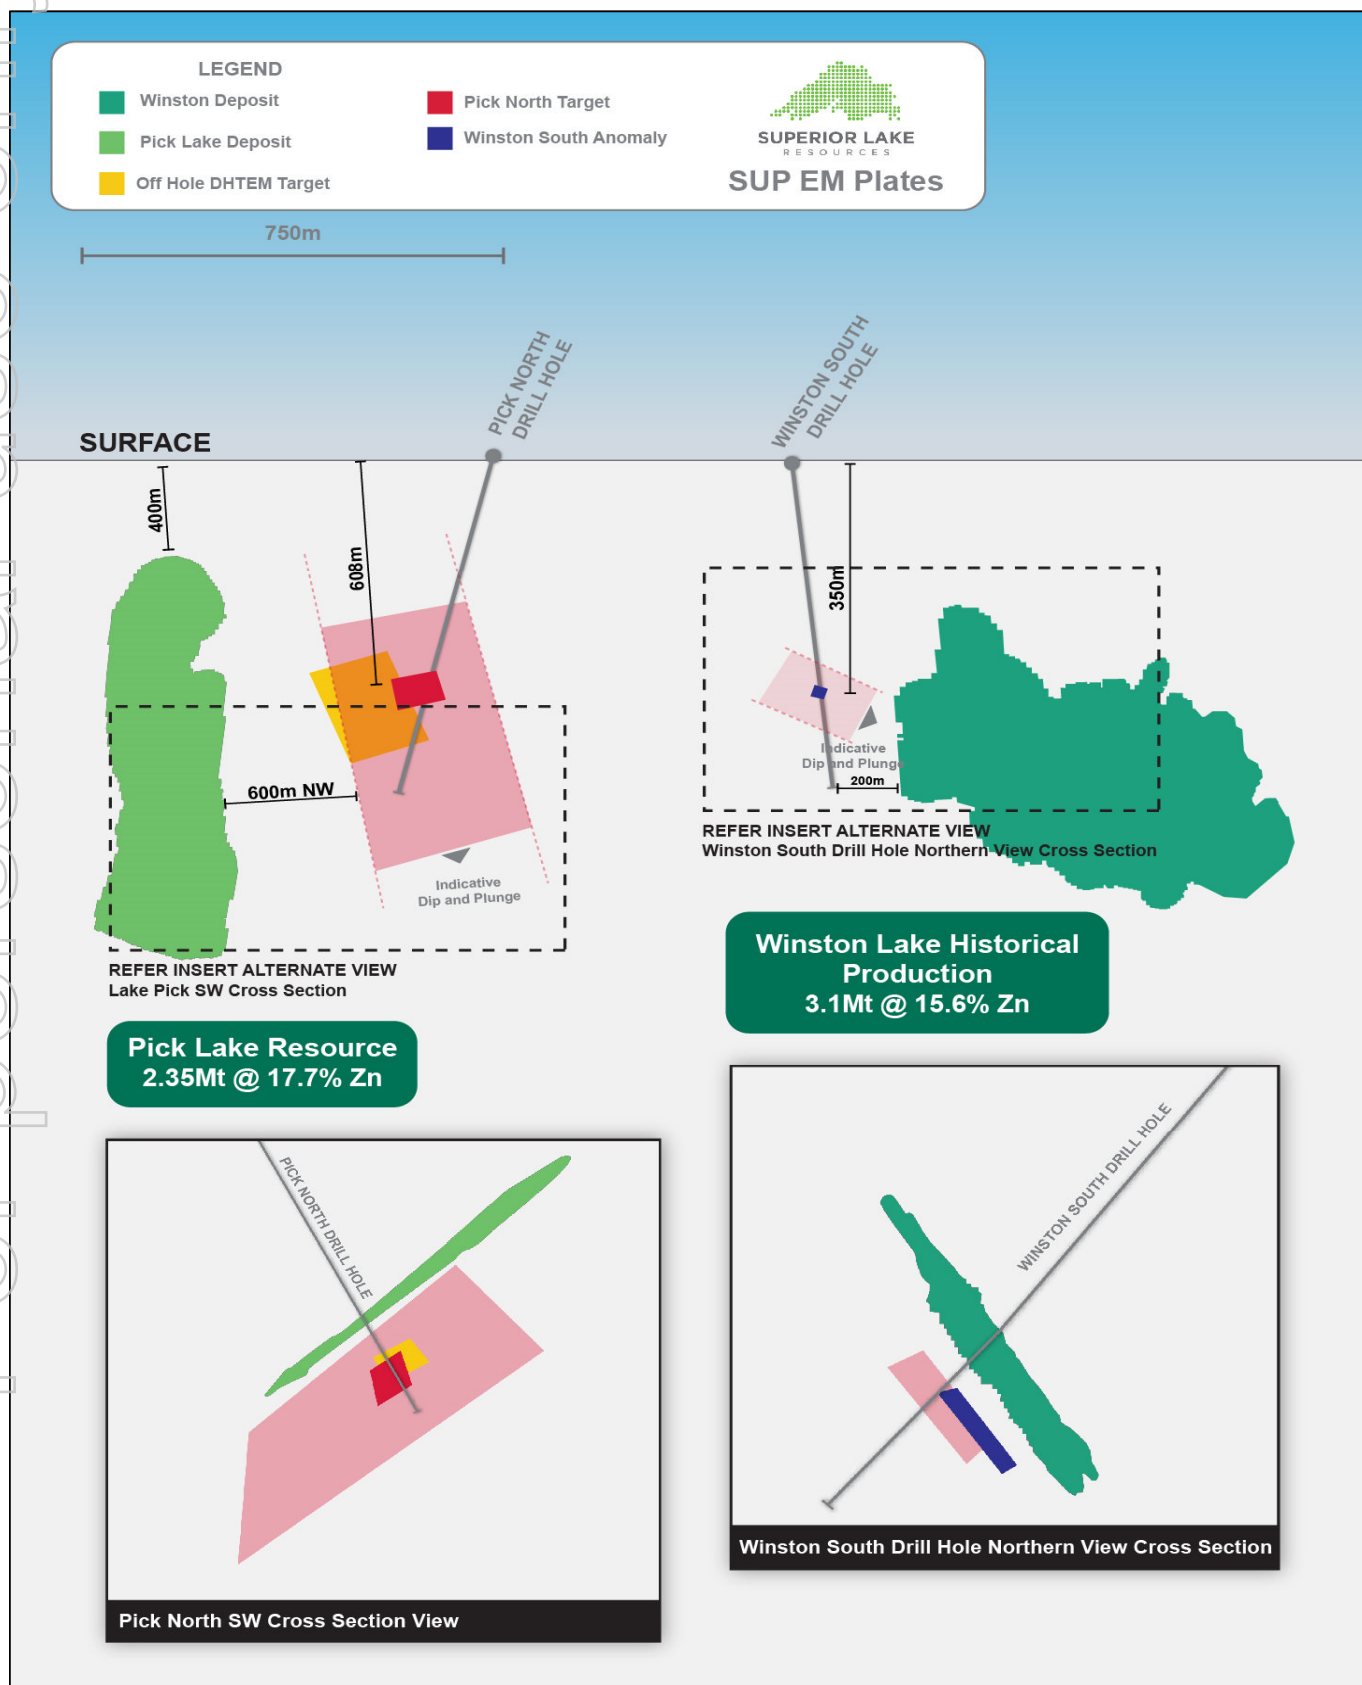 LEGEND
Winston Deposit
Pick Lake Deposit
Off Hole DHTEM Target
Pick North Target
Winston South Anomaly
SUPERIOR LAKE
RESOURCES
SUP EM Plates
750m
PICK NORTH
DRILL HOLE
WINSTON SOUTH
DRILL HOLE
SURFACE
400m
608m
350m
600m NW
Indicative
Dip and Plunge
Indicative
Dip and Plunge
200m
REFER INSERT ALTERNATE VIEW
Winston South Drill Hole Northern View Cross Section
REFER INSERT ALTERNATE VIEW
Lake Pick SW Cross Section
Winston Lake Historical
Production
3.1Mt @ 15.6% Zn
Pick Lake Resource
2.35Mt @ 17.7% Zn
PICK NORTH DRILL HOLE
Pick North SW Cross Section View
WINSTON SOUTH DRILL HOLE
Winston South Drill Hole Northern View Cross Section